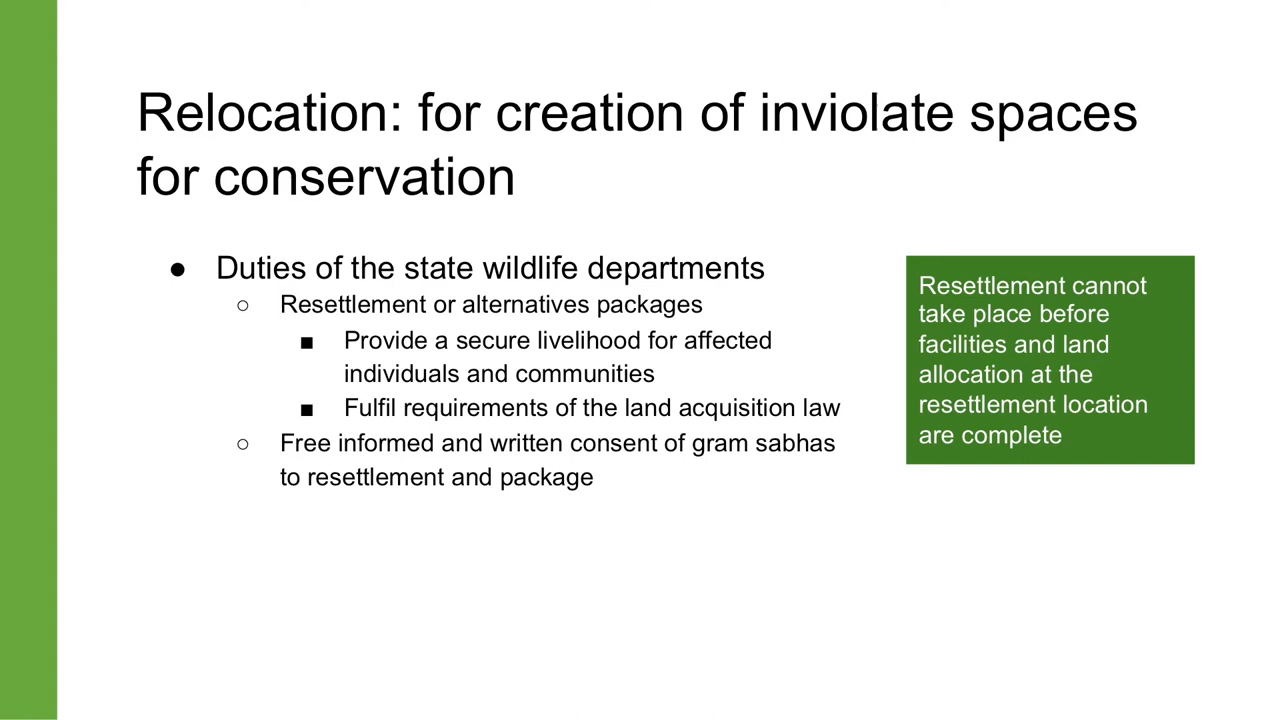 Relocation: for creation of inviolate spaces
for conservation
● Duties of the state wildlife departments
○ Resettlement or alternatives packages
■ Provide a secure livelihood for affected
individuals and communities
■ Fulfil requirements of the land acquisition law
○ Free informed and written consent of gram sabhas
to resettlement and package
Resettlement cannot
take place before
facilities and land
allocation at the
resettlement location
are complete